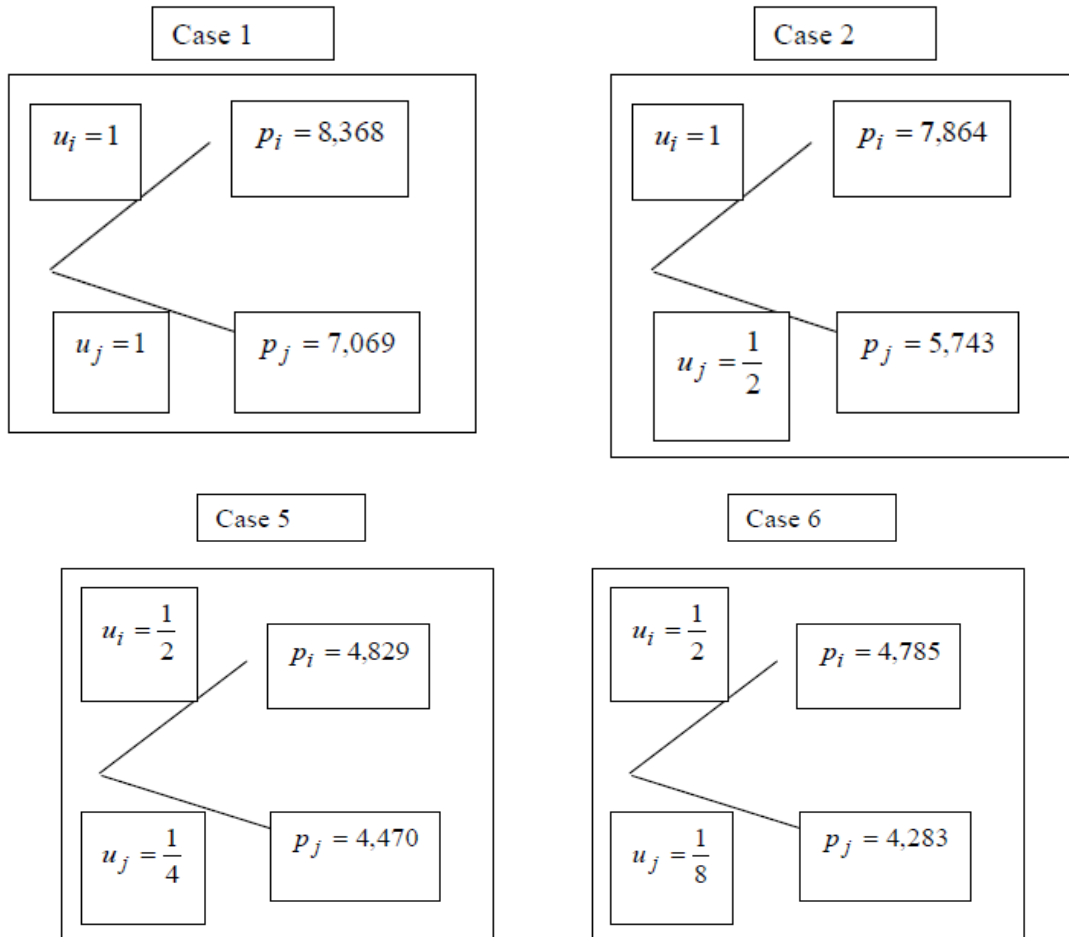 Case 1
Case 2
u_i = 1
p_i = 8,368
u_j = 1
p_j = 7,069
u_i = 1
p_i = 7,864
u_j = 1/2
p_j = 5,743
Case 5
Case 6
u_i = 1/2
p_i = 4,829
u_j = 1/4
p_j = 4,470
u_i = 1/2
p_i = 4,785
u_j = 1/8
p_j = 4,283